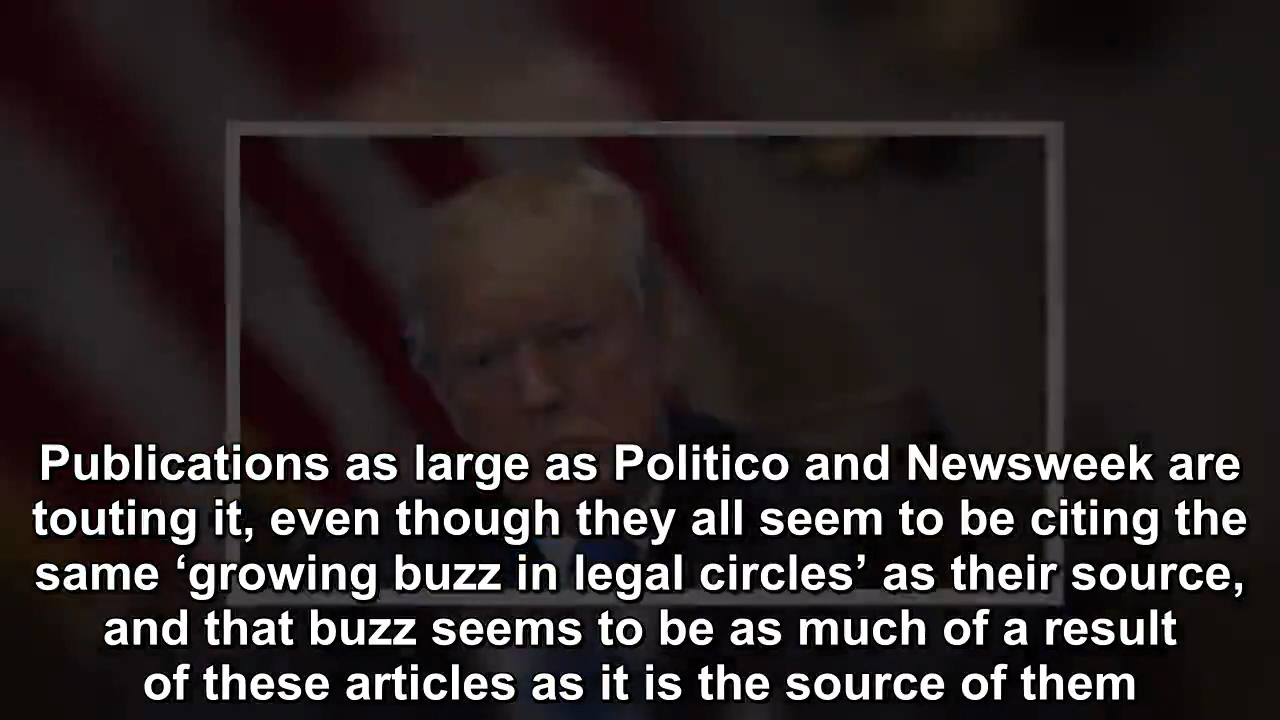 Publications as large as Politico and Newsweek are
touting it, even though they all seem to be citing the
same ‘growing buzz in legal circles’ as their source,
and that buzz seems to be as much of a result
of these articles as it is the source of them